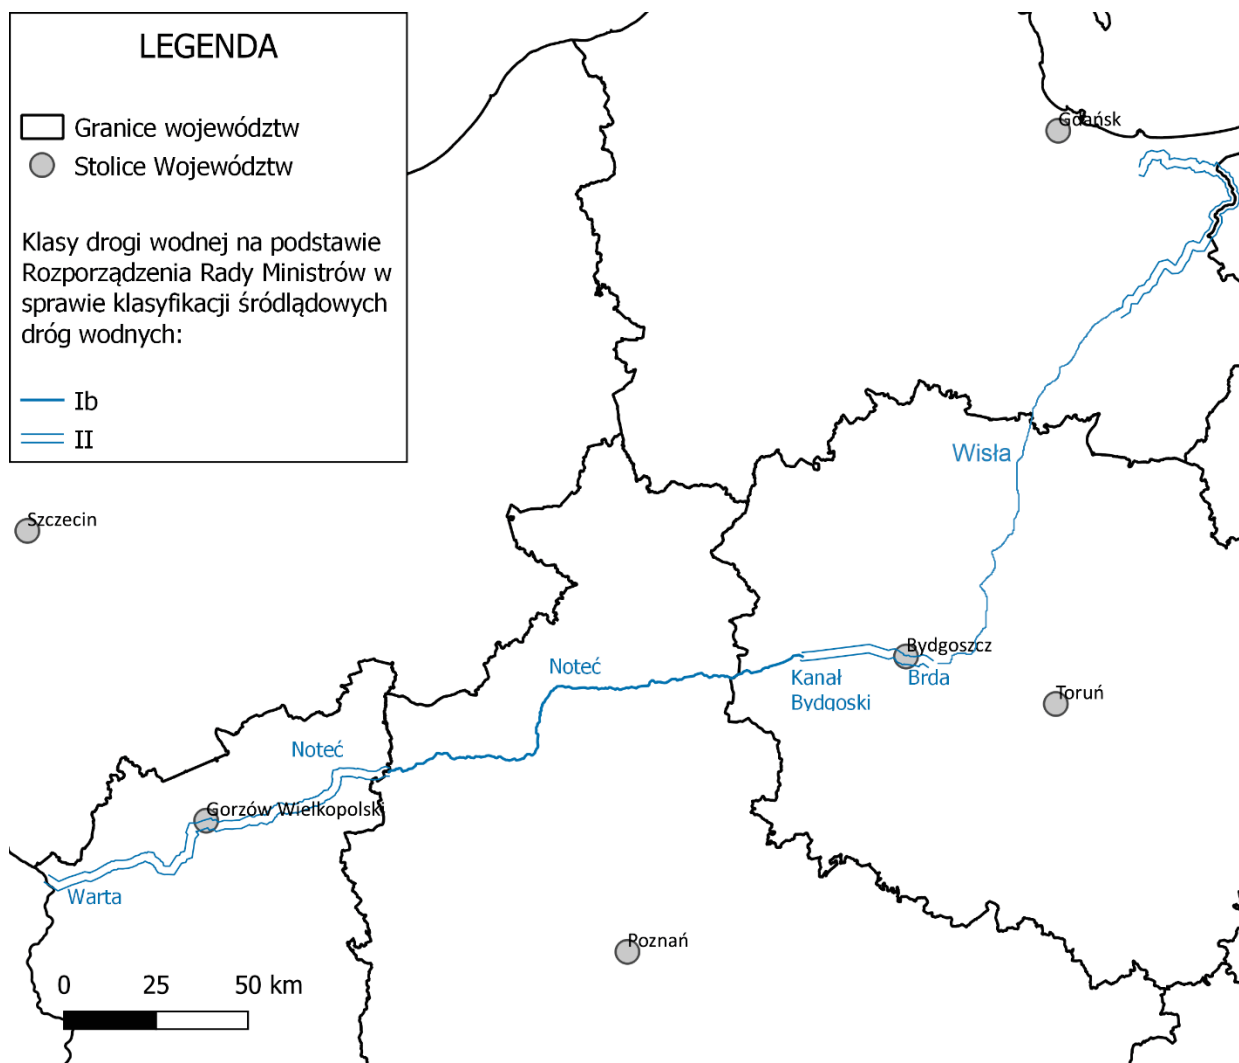 LEGENDA
Granice województw
Stolice Województw
Klasy drogi wodnej na podstawie
Rozporządzenia Rady Ministrów w
sprawie klasyfikacji śródlądowych
dróg wodnych:
Ib
II
Gdańsk
Wisła
Szczecin
Bydgoszcz
Noteć
Kanał
Bydgoski
Brda
Toruń
Noteć
Gorzów Wielkopolski
Warta
Poznań
0 25 50 km